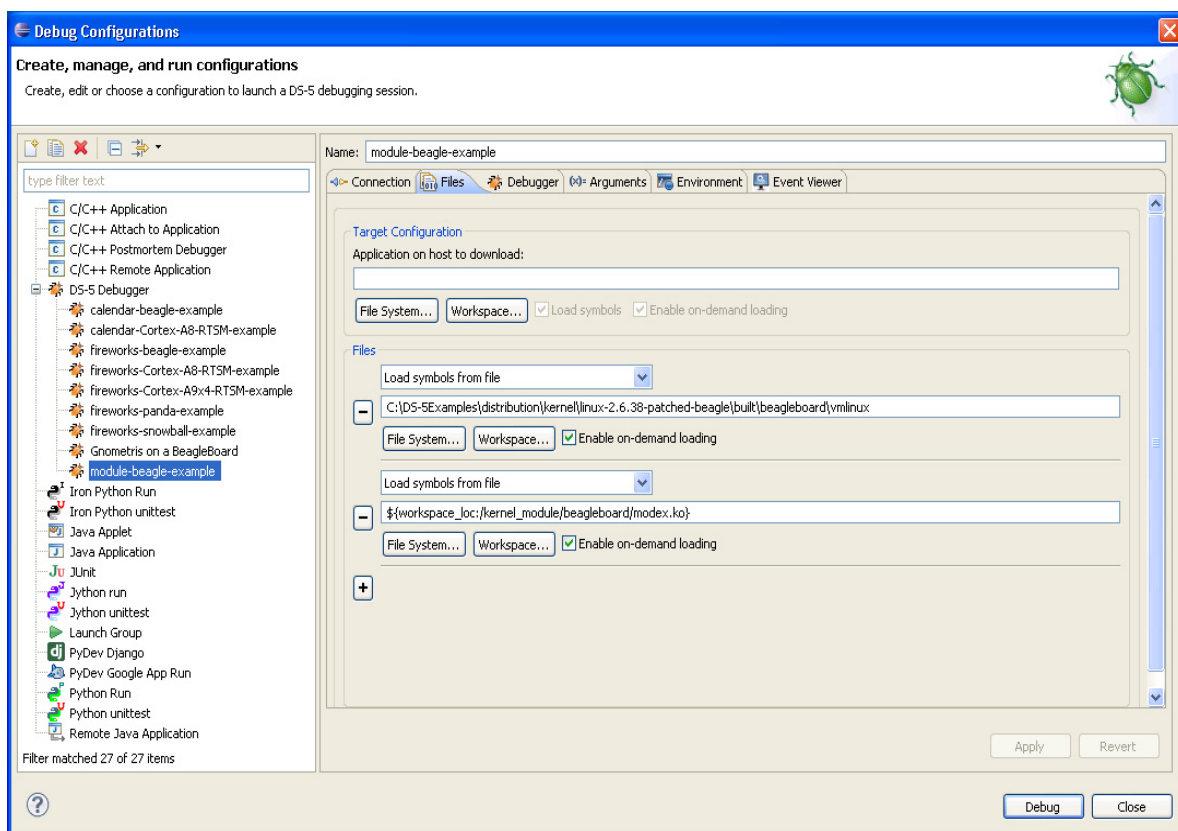 Debug Configurations
Create, manage, and run configurations
Create, edit or choose a configuration to launch a DS-5 debugging session.
type filter text
C/C++ Application
C/C++ Attach to Application
C/C++ Postmortem Debugger
C/C++ Remote Application
DS-5 Debugger
calendar-beagle-example
calendar-Cortex-A8-RTSM-example
fireworks-beagle-example
fireworks-Cortex-A8-RTSM-example
fireworks-Cortex-A9x4-RTSM-example
fireworks-panda-example
fireworks-snowball-example
Gnometris on a BeagleBoard
module-beagle-example
Iron Python Run
Iron Python unittest
Java Applet
Java Application
Ju JUnit
Jython run
Jython unittest
Launch Group
dj PyDev Django
PyDev Google App Run
Python Run
Python unittest
Remote Java Application
Filter matched 27 of 27 items
Name: module-beagle-example
Connection Files Debugger (x)= Arguments Environment Event Viewer
Target Configuration
Application on host to download:
File System... Workspace... Load symbols Enable on-demand loading
Files
Load symbols from file
C:\DS-5Examples\distribution\kernel\linux-2.6.38-patched-beagle\built\beagleboard\vmlinux
File System... Workspace... Enable on-demand loading
Load symbols from file
${workspace_loc:/kernel_module/beagleboard/modex.ko}
File System... Workspace... Enable on-demand loading
Apply Revert
Debug Close